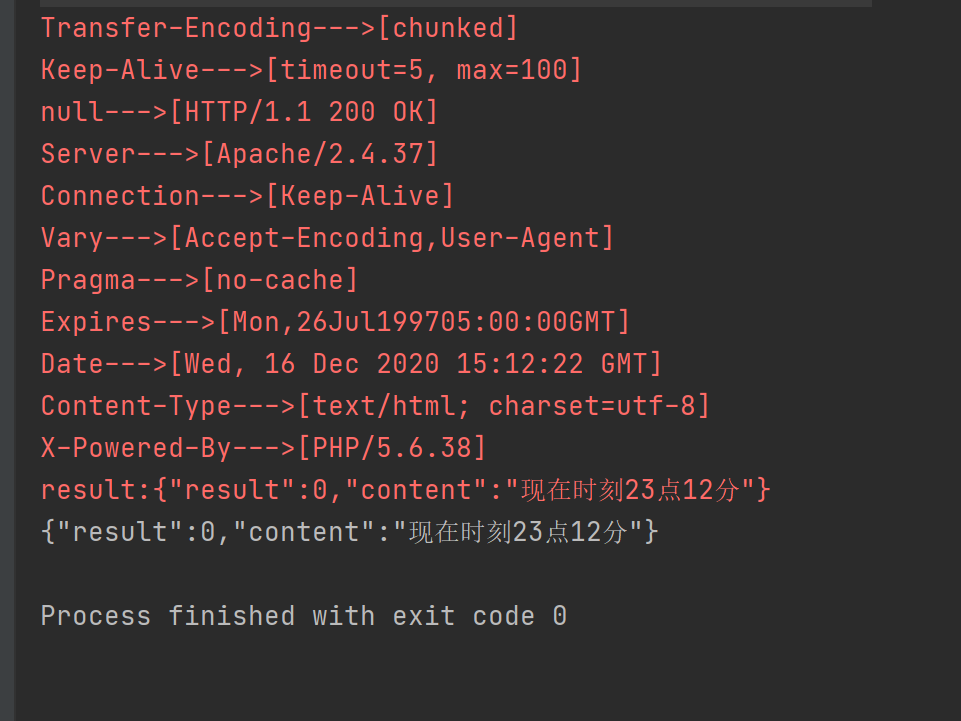 Transfer-Encoding--->[chunked]
Keep-Alive--->[timeout=5, max=100]
null--->[HTTP/1.1 200 OK]
Server--->[Apache/2.4.37]
Connection--->[Keep-Alive]
Vary--->[Accept-Encoding,User-Agent]
Pragma--->[no-cache]
Expires--->[Mon,26Jul199705:00:00GMT]
Date--->[Wed, 16 Dec 2020 15:12:22 GMT]
Content-Type--->[text/html; charset=utf-8]
X-Powered-By--->[PHP/5.6.38]
result:{"result":0,"content":"现在时刻23点12分"}
{"result":0,"content":"现在时刻23点12分"}
Process finished with exit code 0